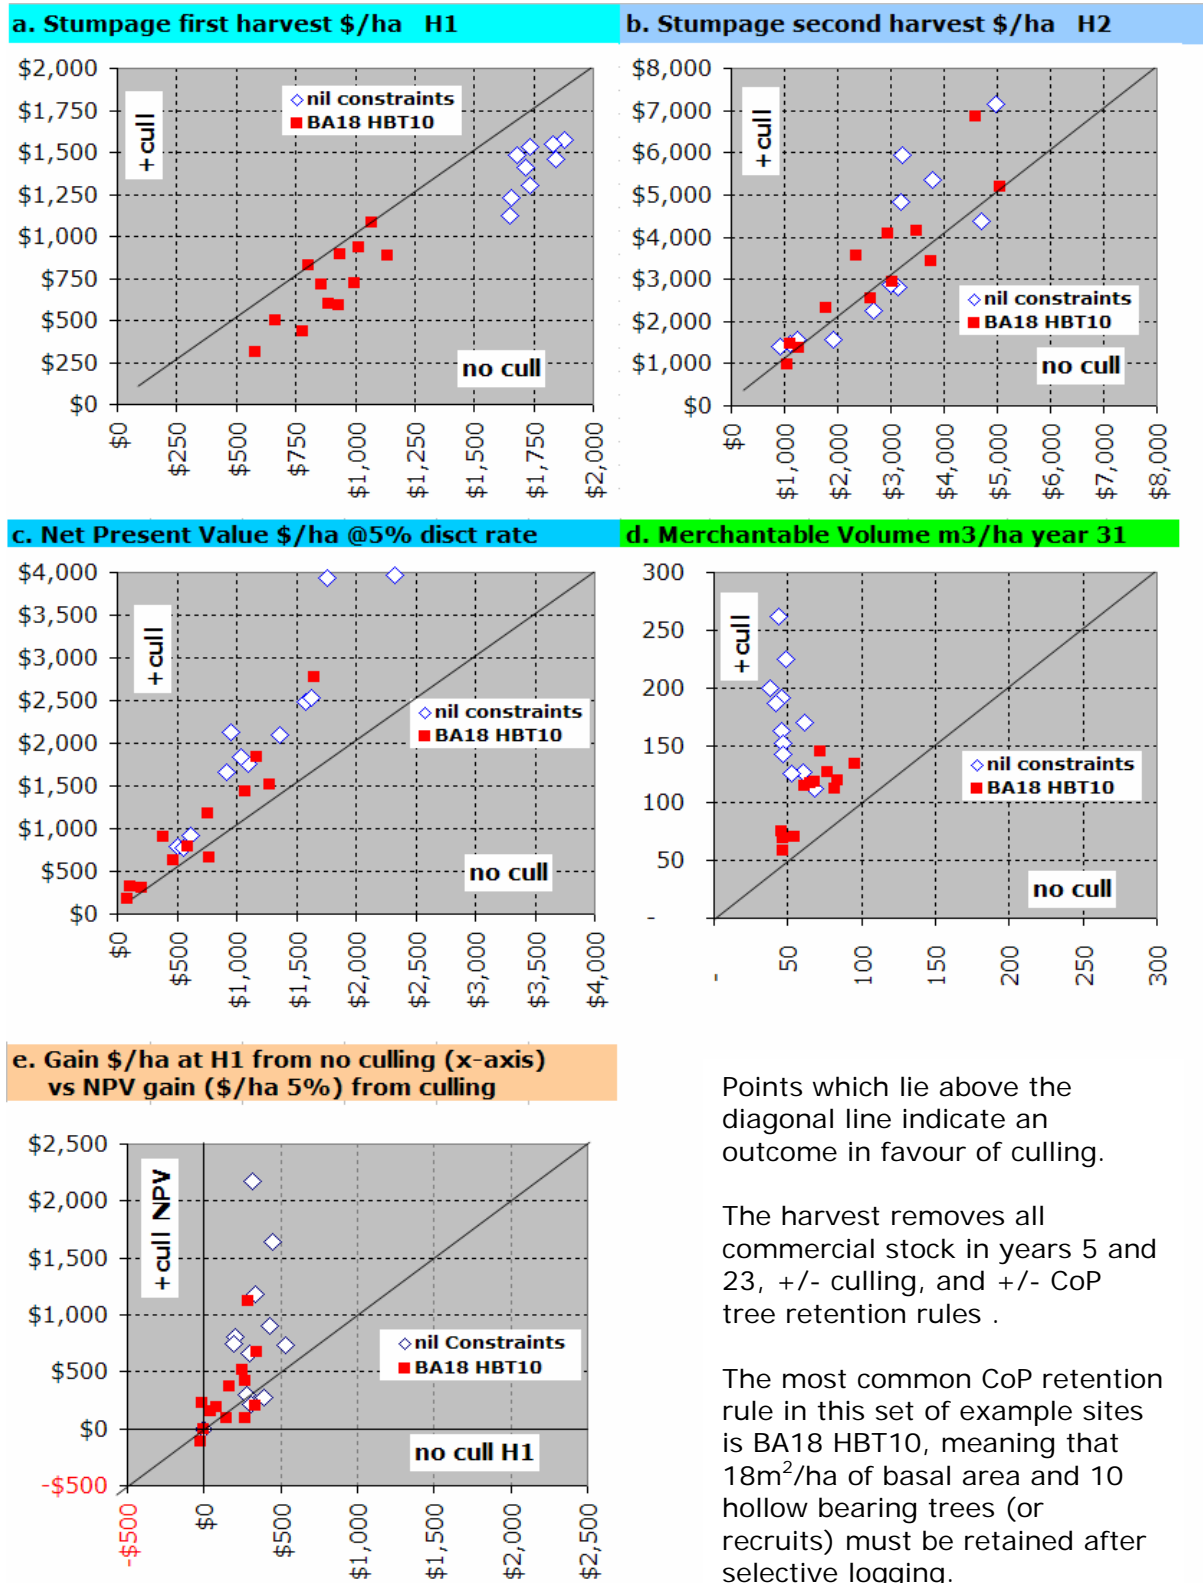 a. Stumpage first harvest $/ha H1
$2,000
$1,750
$1,500
$1,250
$1,000
$750
$500
$250
$0
+cull
nil constraints
BA18 HBT10
no cull
$0
$250
$500
$750
$1,000
$1,250
$1,500
$1,750
$2,000
b. Stumpage second harvest $/ha H2
$8,000
$7,000
$6,000
$5,000
$4,000
$3,000
$2,000
$1,000
$0
+cull
nil constraints
BA18 HBT10
no cull
$0
$1,000
$2,000
$3,000
$4,000
$5,000
$6,000
$7,000
$8,000
c. Net Present Value $/ha @5% disct rate
$4,000
$3,500
$3,000
$2,500
$2,000
$1,500
$1,000
$500
$0
+cull
nil constraints
BA18 HBT10
no cull
$0
$500
$1,000
$1,500
$2,000
$2,500
$3,000
$3,500
$4,000
d. Merchantable Volume m3/ha year 31
300
250
200
150
100
50
-
+cull
nil constraints
BA18 HBT10
no cull
-
50
100
150
200
250
300
e. Gain $/ha at H1 from no culling (x-axis)
vs NPV gain ($/ha 5%) from culling
$2,500
$2,000
$1,500
$1,000
$500
$0
-$500
+cull NPV
nil Constraints
BA18 HBT10
no cull H1
-$500
$0
$500
$1,000
$1,500
$2,000
$2,500
Points which lie above the
diagonal line indicate an
outcome in favour of culling.
The harvest removes all
commercial stock in years 5 and
23, +/- culling, and +/- CoP
tree retention rules .
The most common CoP retention
rule in this set of example sites
is BA18 HBT10, meaning that
18m²/ha of basal area and 10
hollow bearing trees (or
recruits) must be retained after
selective logging.